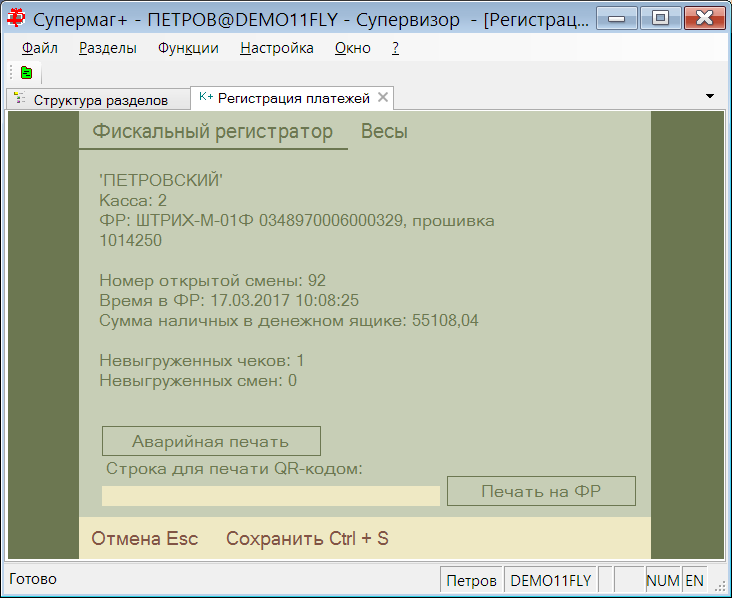 Супермаг+ - ПЕТРОВ@DEMO11FLY - Супервизор - [Регистрац...
Файл Разделы Функции Настройка Окно ?
Структура разделов К+ Регистрация платежей
Фискальный регистратор Весы
'ПЕТРОВСКИЙ'
Касса: 2
ФР: ШТРИХ-М-01Ф 0348970006000329, прошивка
1014250
Номер открытой смены: 92
Время в ФР: 17.03.2017 10:08:25
Сумма наличных в денежном ящике: 55108,04
Невыгруженных чеков: 1
Невыгруженных смен: 0
Аварийная печать
Строка для печати QR-кодом:
Печать на ФР
Отмена Esc Сохранить Ctrl + S
Готово Петров DEMO11FLY NUM EN